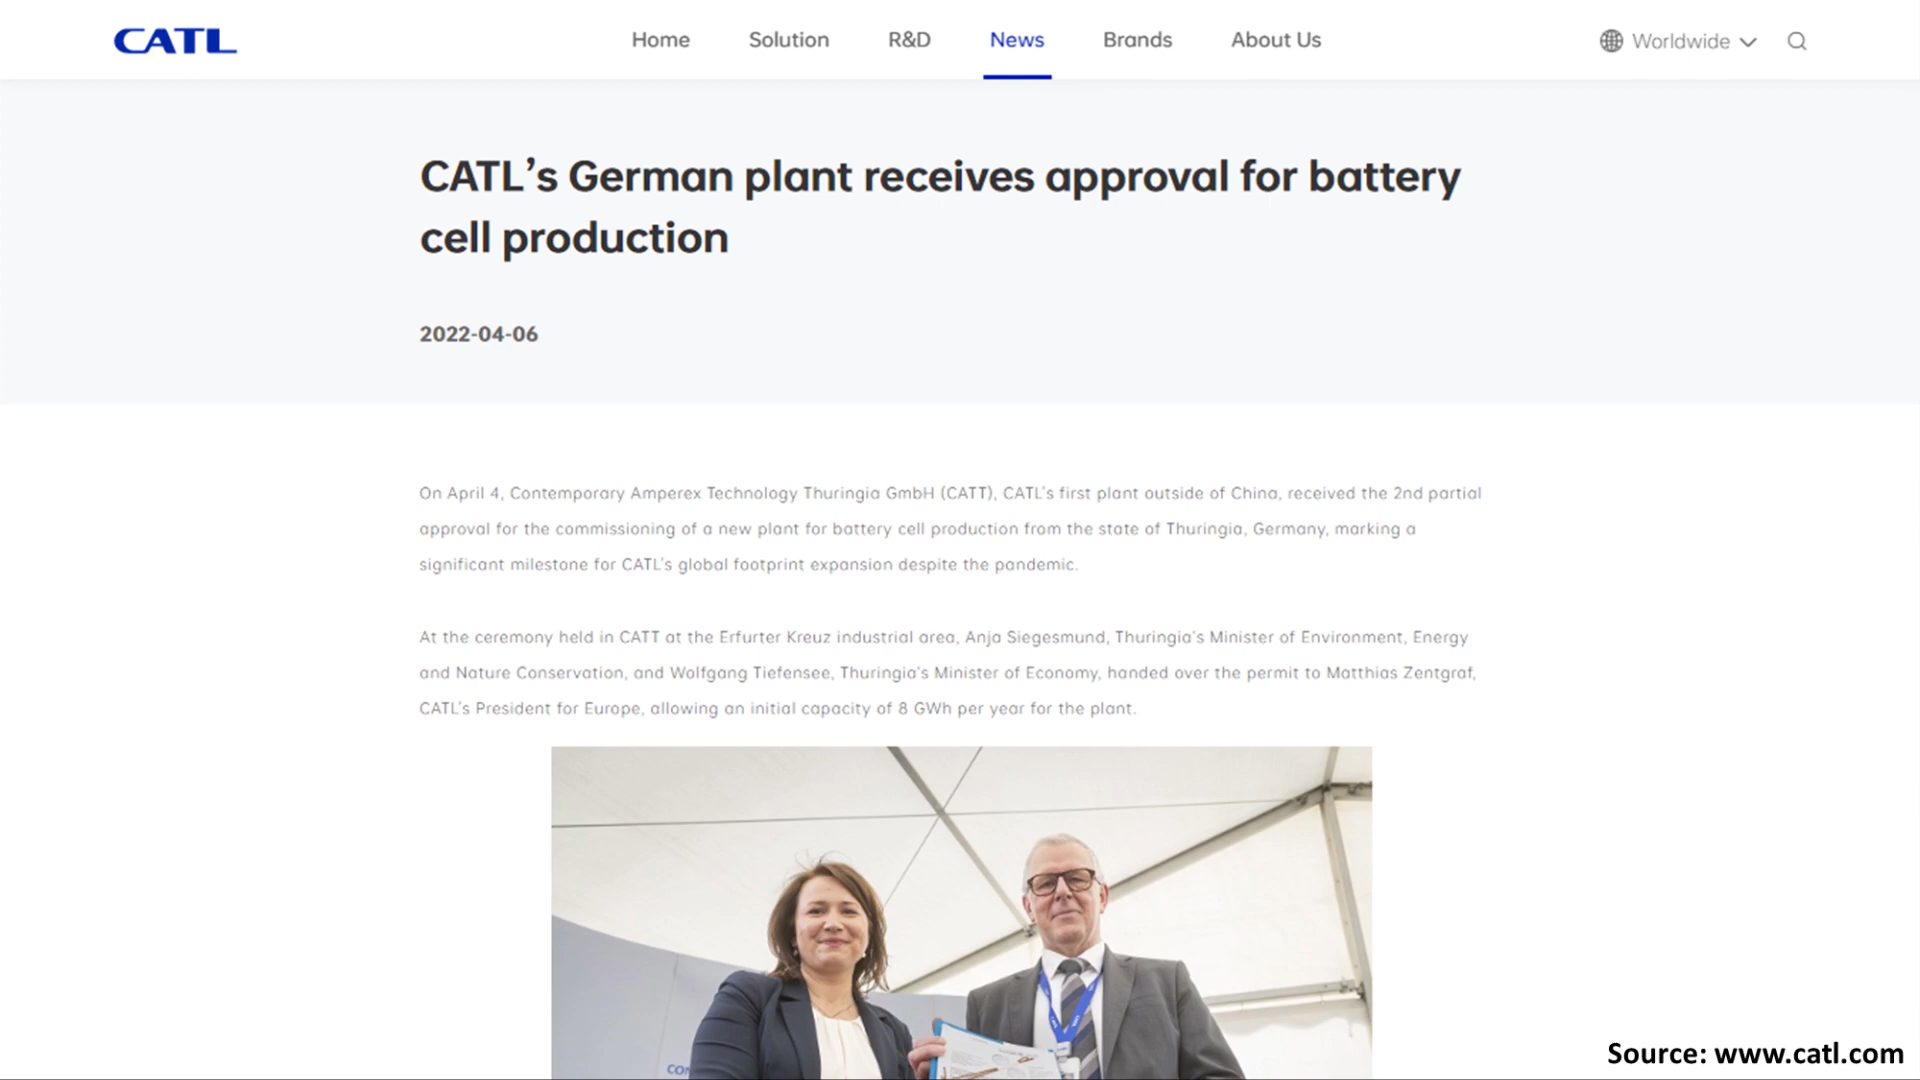 CATL
Home
Solution
R&D
News
Brands
About Us
Worldwide
CATL’s German plant receives approval for battery
cell production
2022-04-06
On April 4, Contemporary Amperex Technology Thuringia GmbH (CATT), CATL’s first plant outside of China, received the 2nd partial
approval for the commissioning of a new plant for battery cell production from the state of Thuringia, Germany, marking a
significant milestone for CATL’s global footprint expansion despite the pandemic.
At the ceremony held in CATT at the Erfurter Kreuz industrial area, Anja Siegesmund, Thuringia’s Minister of Environment, Energy
and Nature Conservation, and Wolfgang Tiefensee, Thuringia’s Minister of Economy, handed over the permit to Matthias Zentgraf,
CATL’s President for Europe, allowing an initial capacity of 8 GWh per year for the plant.
Source: www.catl.com